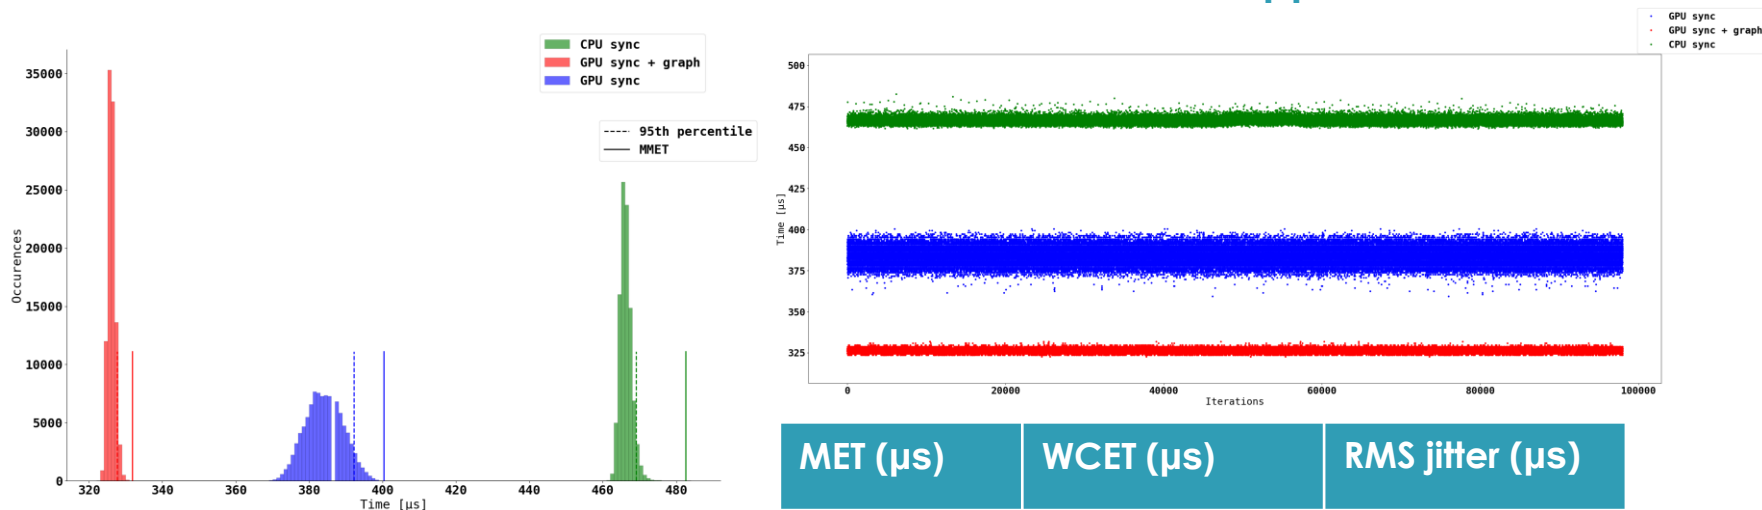 CPU sync
GPU sync + graph
GPU sync
95th percentile
MMET
Occurences
35000
30000
25000
20000
15000
10000
5000
0
320 340 360 380 400 420 440 460 480
Time [µs]
GPU sync
GPU sync + graph
CPU sync
Time [µs]
500
475
450
425
400
375
350
325
0 20000 40000 60000 80000 100000
Iterations
MET (µs) WCET (µs) RMS jitter (µs)